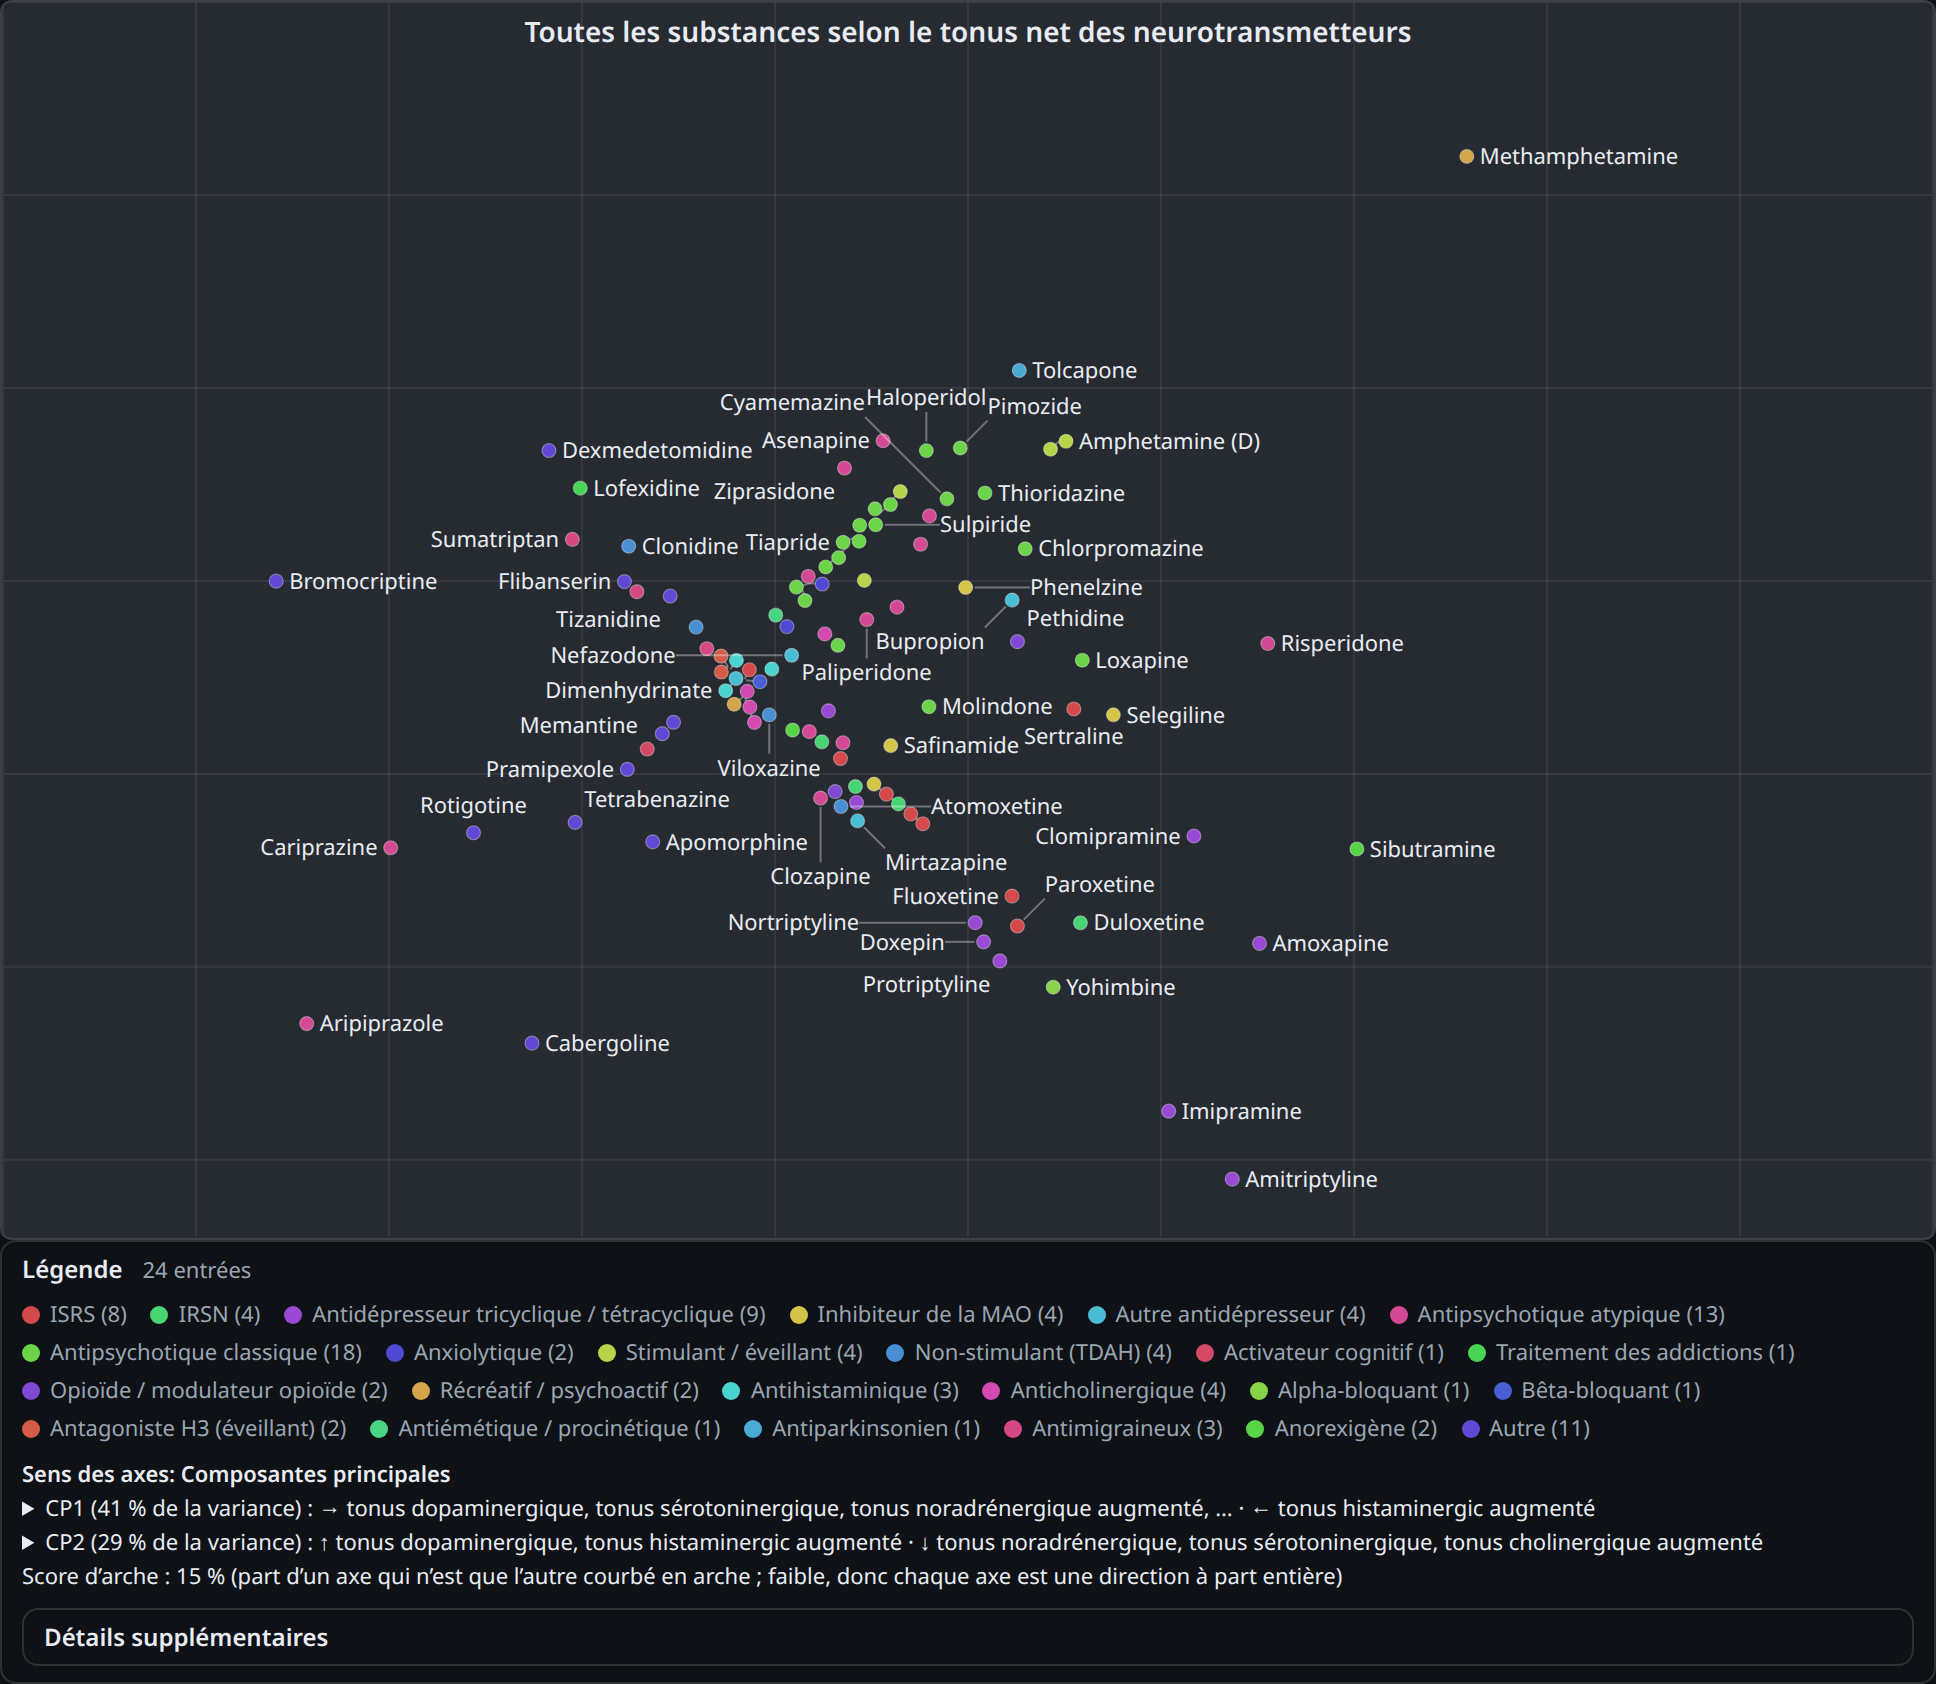 Toutes les substances selon le tonus net des neurotransmetteurs
Methamphetamine
Tolcapone
Cyamemazine
Haloperidol
Pimozide
Asenapine
Amphetamine (D)
Dexmedetomidine
Lofexidine
Ziprasidone
Thioridazine
Sulpiride
Sumatriptan
Clonidine
Tiapride
Chlorpromazine
Bromocriptine
Flibanserin
Phenelzine
Tizanidine
Pethidine
Bupropion
Risperidone
Nefazodone
Loxapine
Paliperidone
Dimenhydrinate
Molindone
Selegiline
Memantine
Sertraline
Safinamide
Viloxazine
Pramipexole
Tetrabenazine
Rotigotine
Atomoxetine
Clomipramine
Apomorphine
Cariprazine
Sibutramine
Mirtazapine
Clozapine
Paroxetine
Fluoxetine
Nortriptyline
Duloxetine
Doxepin
Amoxapine
Protriptyline
Yohimbine
Aripiprazole
Cabergoline
Imipramine
Amitriptyline
Légende 24 entrées
ISRS (8) IRSN (4) Antidépresseur tricyclique / tétracyclique (9) Inhibiteur de la MAO (4) Autre antidépresseur (4) Antipsychotique atypique (13)
Antipsychotique classique (18) Anxiolytique (2) Stimulant / éveillant (4) Non-stimulant (TDAH) (4) Activateur cognitif (1) Traitement des addictions (1)
Opioïde / modulateur opioïde (2) Récréatif / psychoactif (2) Antihistaminique (3) Anticholinergique (4) Alpha-bloquant (1) Bêta-bloquant (1)
Antagoniste H3 (éveillant) (2) Antiémétique / procinétique (1) Antiparkinsonien (1) Antimigraineux (3) Anorexigène (2) Autre (11)
Sens des axes: Composantes principales
▶ CP1 (41 % de la variance) : → tonus dopaminergique, tonus sérotoninergique, tonus noradrénergique augmenté, … · ← tonus histaminergic augmenté
▶ CP2 (29 % de la variance) : ↑ tonus dopaminergique, tonus histaminergic augmenté · ↓ tonus noradrénergique, tonus sérotoninergique, tonus cholinergique augmenté
Score d’arche : 15 % (part d’un axe qui n’est que l’autre courbé en arche ; faible, donc chaque axe est une direction à part entière)
Détails supplémentaires